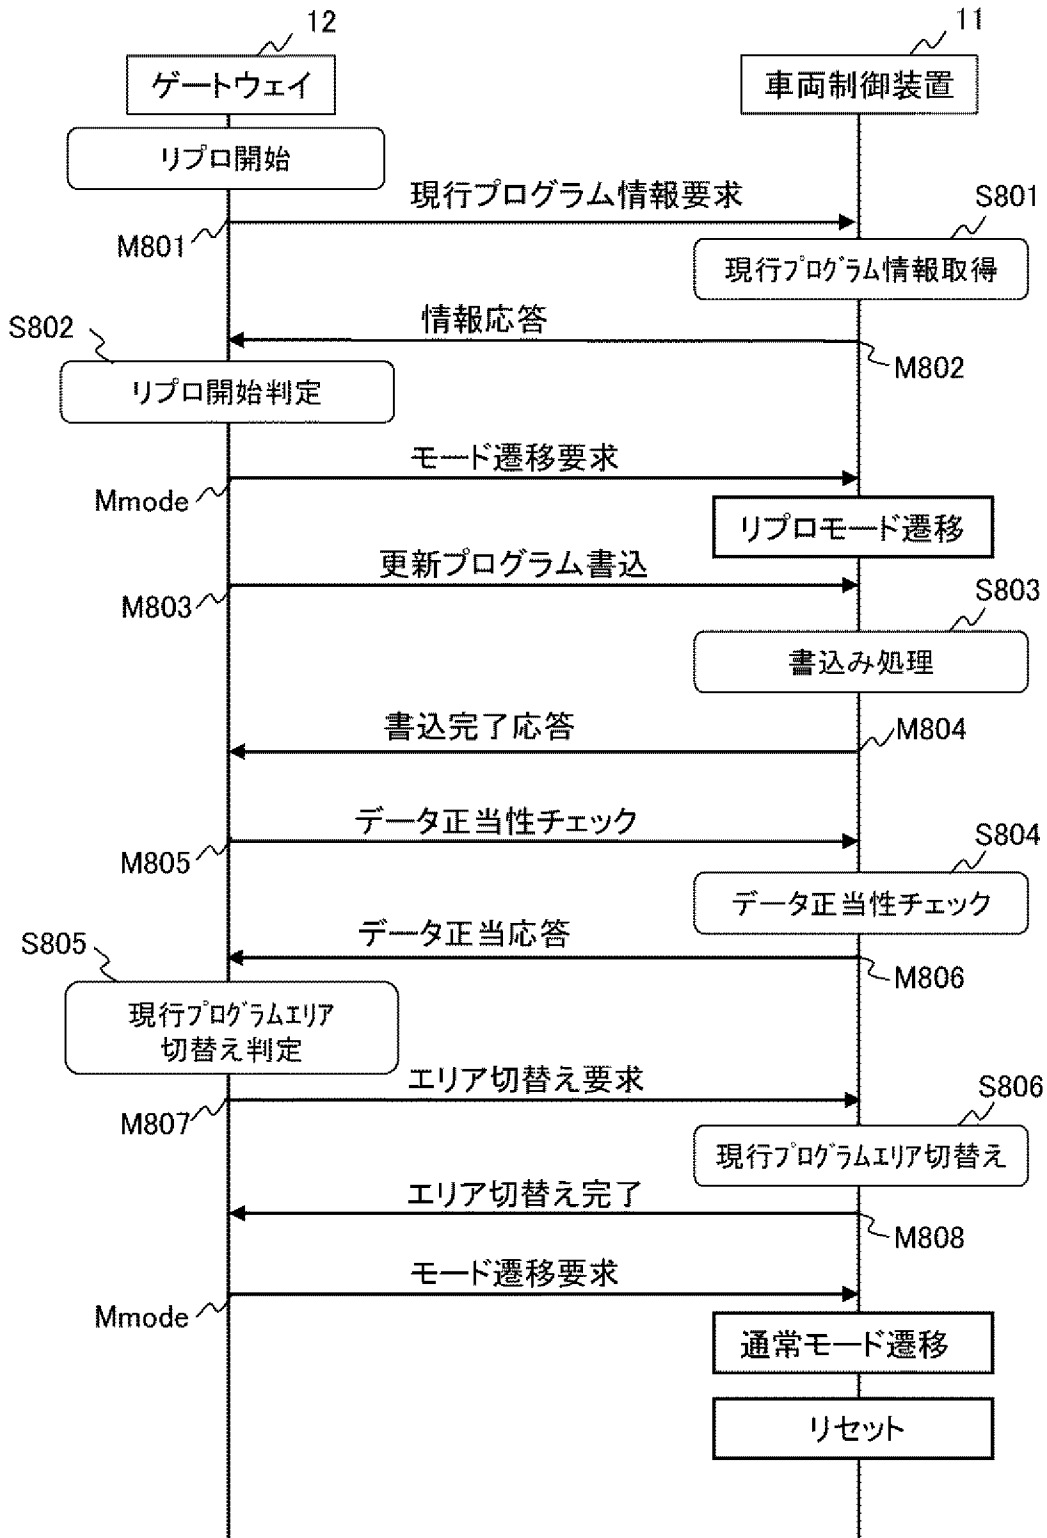 12
11
ゲートウェイ
車両制御装置
リプロ開始
現行プログラム情報要求
M801
S801
現行プログラム情報取得
情報応答
S802
M802
リプロ開始判定
モード遷移要求
Mmode
リプロモード遷移
更新プログラム書込
M803
S803
書込み処理
書込完了応答
M804
データ正当性チェック
M805
S804
データ正当性チェック
データ正当応答
S805
M806
現行プログラムエリア
切替え判定
エリア切替え要求
M807
S806
現行プログラムエリア切替え
エリア切替え完了
M808
モード遷移要求
Mmode
通常モード遷移
リセット